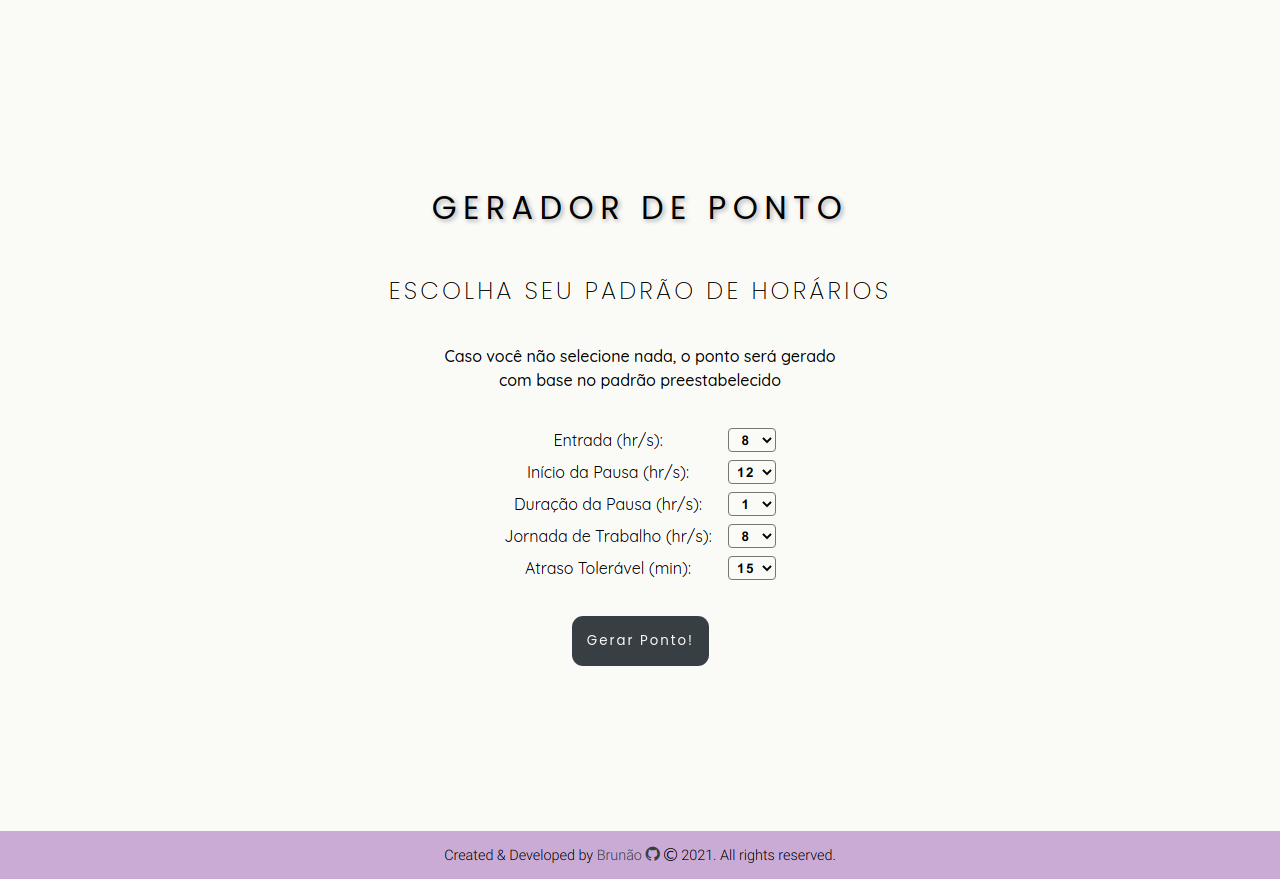 GERADOR DE PONTO
ESCOLHA SEU PADRÃO DE HORÁRIOS
Caso você não selecione nada, o ponto será gerado
com base no padrão preestabelecido
Entrada (hr/s): 8
Início da Pausa (hr/s): 12
Duração da Pausa (hr/s): 1
Jornada de Trabalho (hr/s): 8
Atraso Tolerável (min): 15
Gerar Ponto!
Created & Developed by Brunão © 2021. All rights reserved.